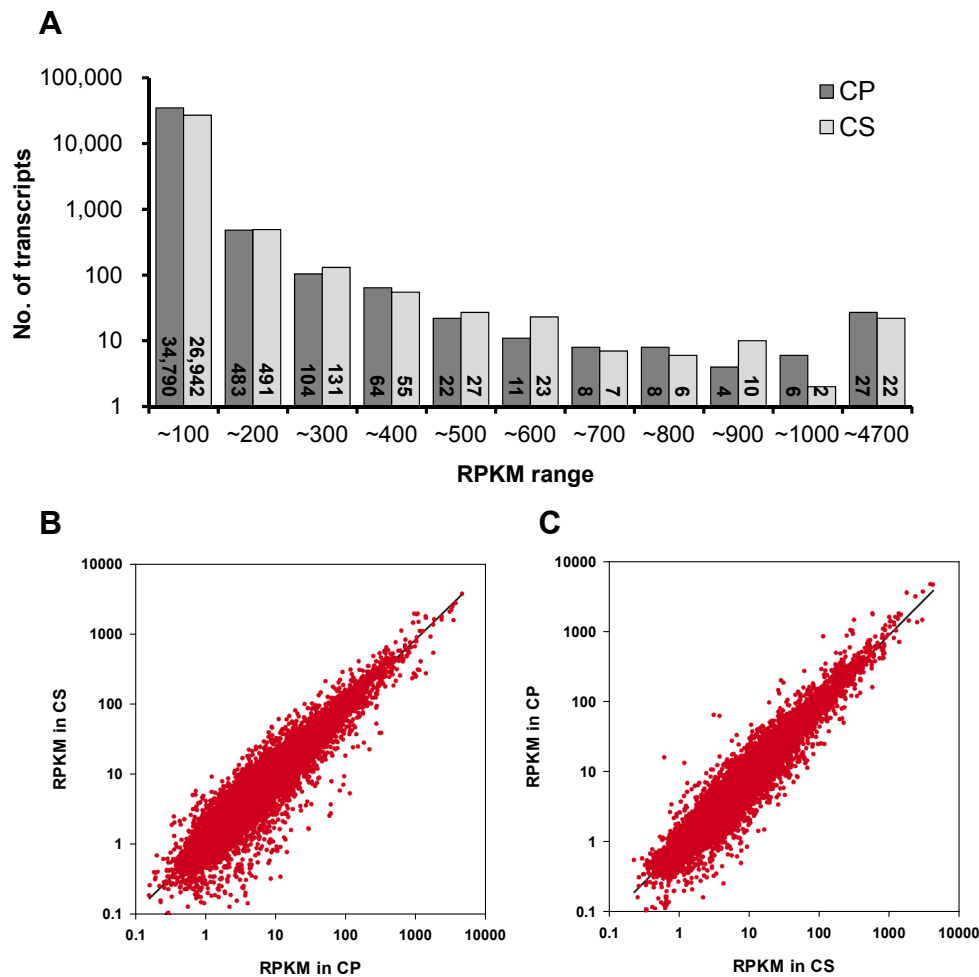 A
No. of transcripts
100,000
10,000
1,000
100
10
1
CP
CS
34,790 26,942 483 491 104 131 64 55 22 27 11 23 8 7 8 6 4 10 6 2 27 22
~100 ~200 ~300 ~400 ~500 ~600 ~700 ~800 ~900 ~1000 ~4700
RPKM range
B
RPKM in CS
10000
1000
100
10
1
0.1
0.1 1 10 100 1000 10000
RPKM in CP
C
RPKM in CP
10000
1000
100
10
1
0.1
0.1 1 10 100 1000 10000
RPKM in CS